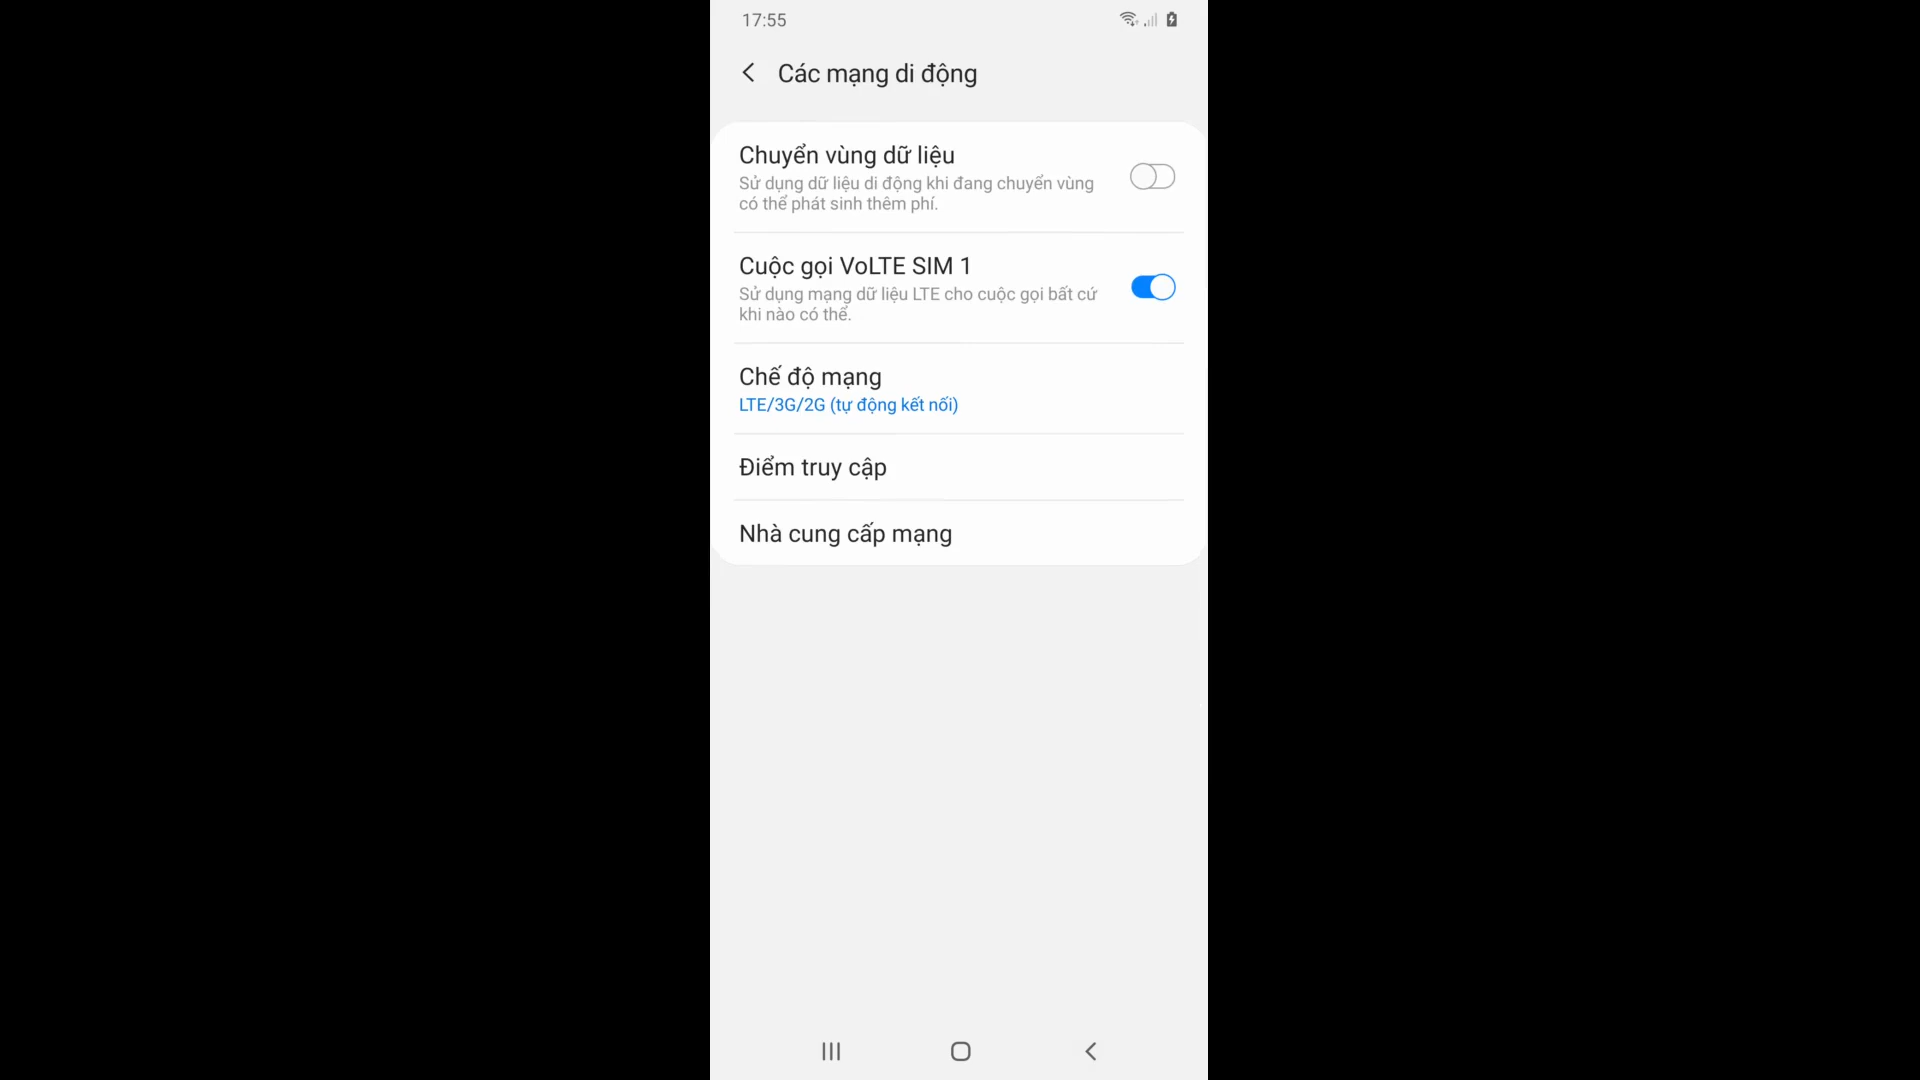 17:55
Các mạng di động
Chuyển vùng dữ liệu
Sử dụng dữ liệu di động khi đang chuyển vùng
có thể phát sinh thêm phí.
Cuộc gọi VoLTE SIM 1
Sử dụng mạng dữ liệu LTE cho cuộc gọi bất cứ
khi nào có thể.
Chế độ mạng
LTE/3G/2G (tự động kết nối)
Điểm truy cập
Nhà cung cấp mạng